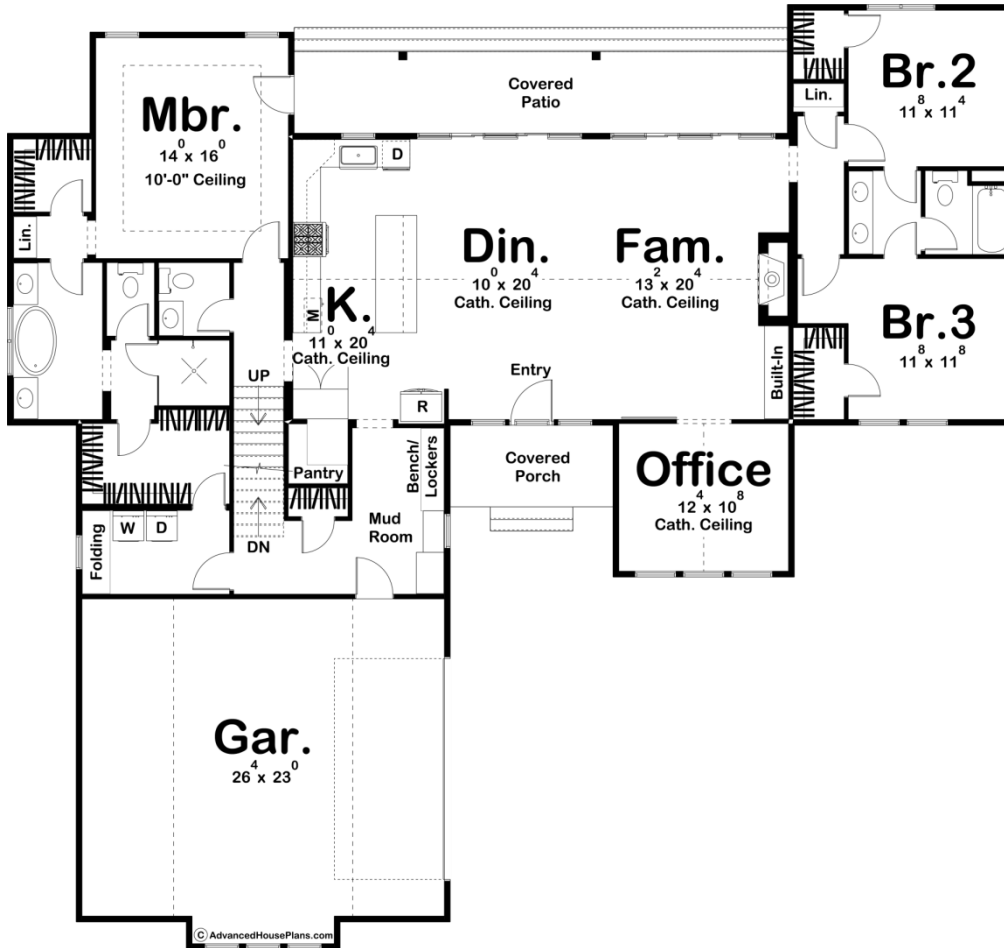 Mbr.
14⁰ x 16⁰
10'-0" Ceiling
Covered
Patio
Br.2
11⁸ x 11⁴
Lin.
Lin.
D
Din.
10⁰ x 20⁴
Cath. Ceiling
Fam.
13² x 20⁴
Cath. Ceiling
M
K.
11⁰ x 20⁴
Cath. Ceiling
Br.3
11⁸ x 11⁸
UP
Entry
Built-In
R
Pantry
Bench/
Lockers
Covered
Porch
Office
12⁴ x 10⁸
Cath. Ceiling
Folding
W
D
DN
Mud
Room
Gar.
26⁴ x 23⁰
© AdvancedHousePlans.com